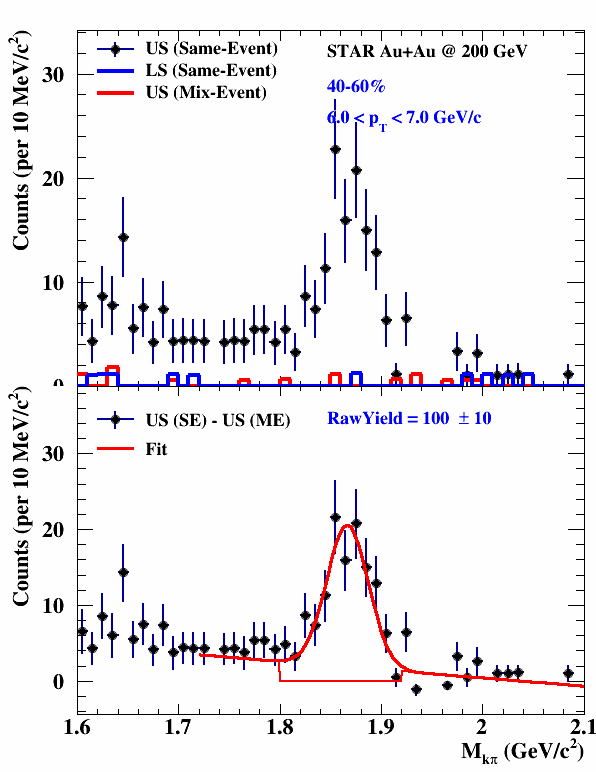 Counts (per 10 MeV/c²)
30
20
10
0
US (Same-Event)
LS (Same-Event)
US (Mix-Event)
STAR Au+Au @ 200 GeV
40-60%
6.0 < p_T < 7.0 GeV/c
Counts (per 10 MeV/c²)
30
20
10
0
US (SE) - US (ME)
Fit
RawYield = 100 ± 10
1.6 1.7 1.8 1.9 2 2.1
M_kπ (GeV/c²)